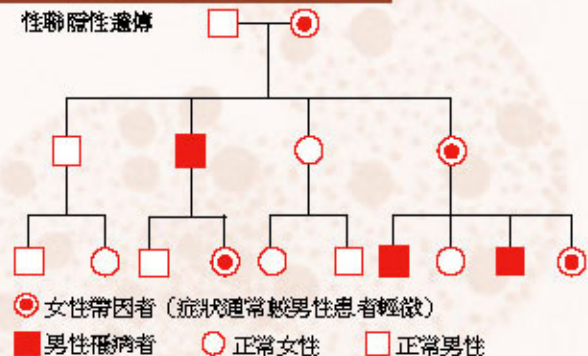 性聯隱性遺傳
女性帶因者（症狀通常較男性患者輕微）
男性罹病者 正常女性 正常男性